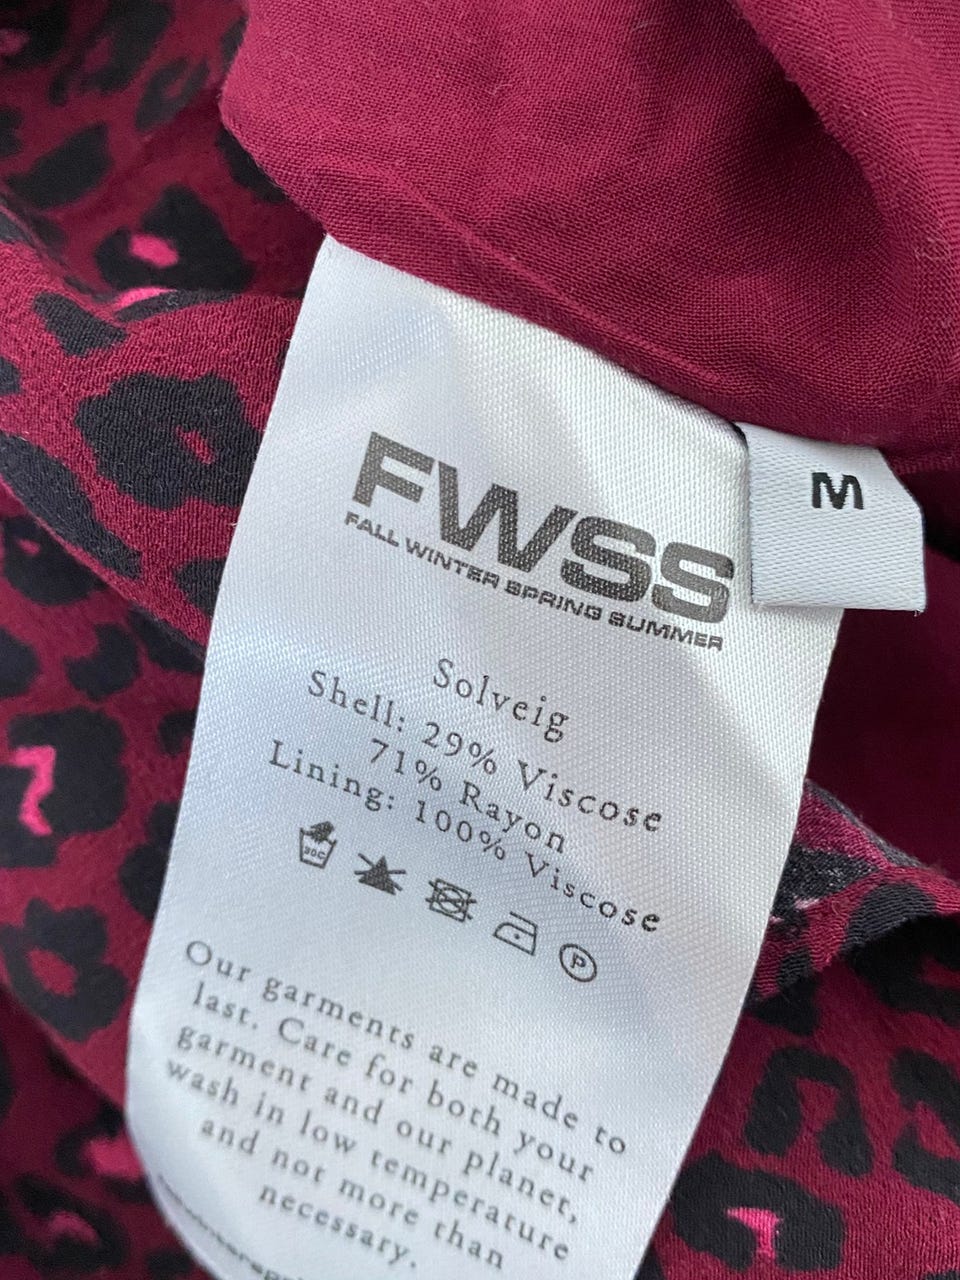 FWSS
FALL WINTER SPRING SUMMER
M
Solveig
Shell: 29% Viscose
71% Rayon
Lining: 100% Viscose
30C
P
Our garments are made to
last. Care for both your
garment and our planet,
wash in low temperature
and not more than
necessary.